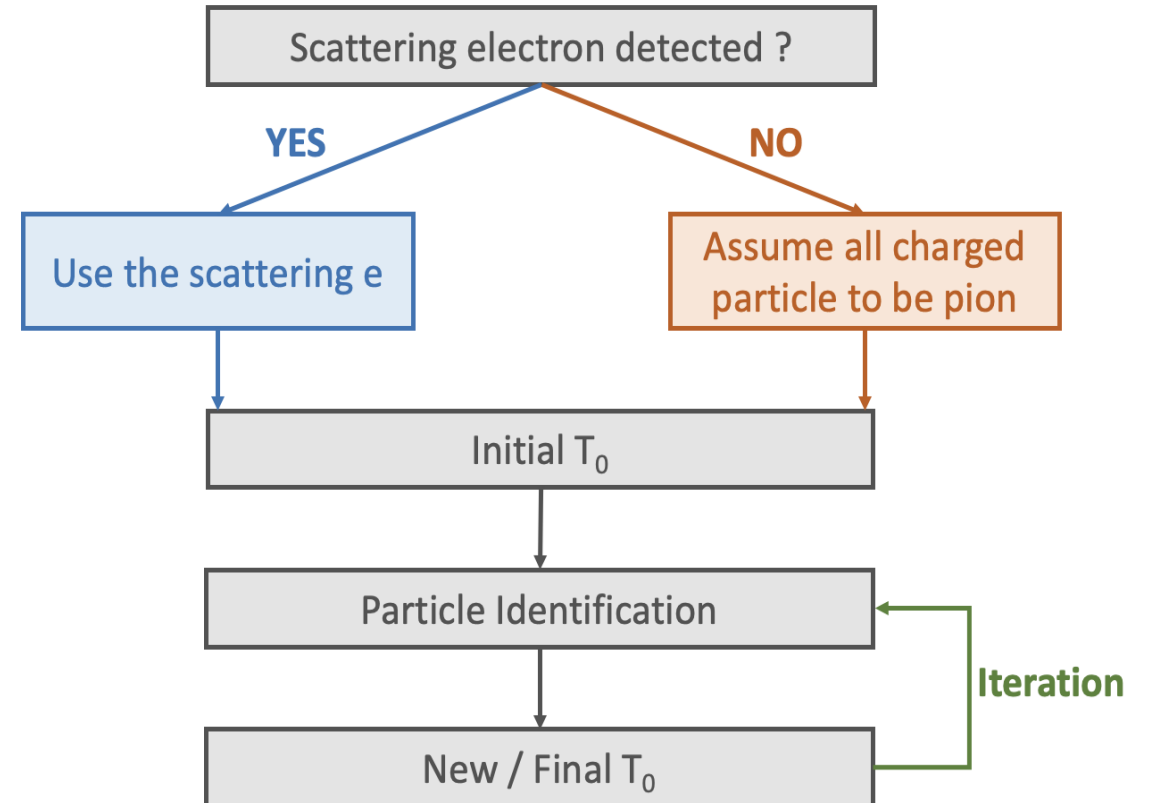 Scattering electron detected ?
YES
NO
Use the scattering e
Assume all charged
particle to be pion
Initial T₀
Particle Identification
Iteration
New / Final T₀